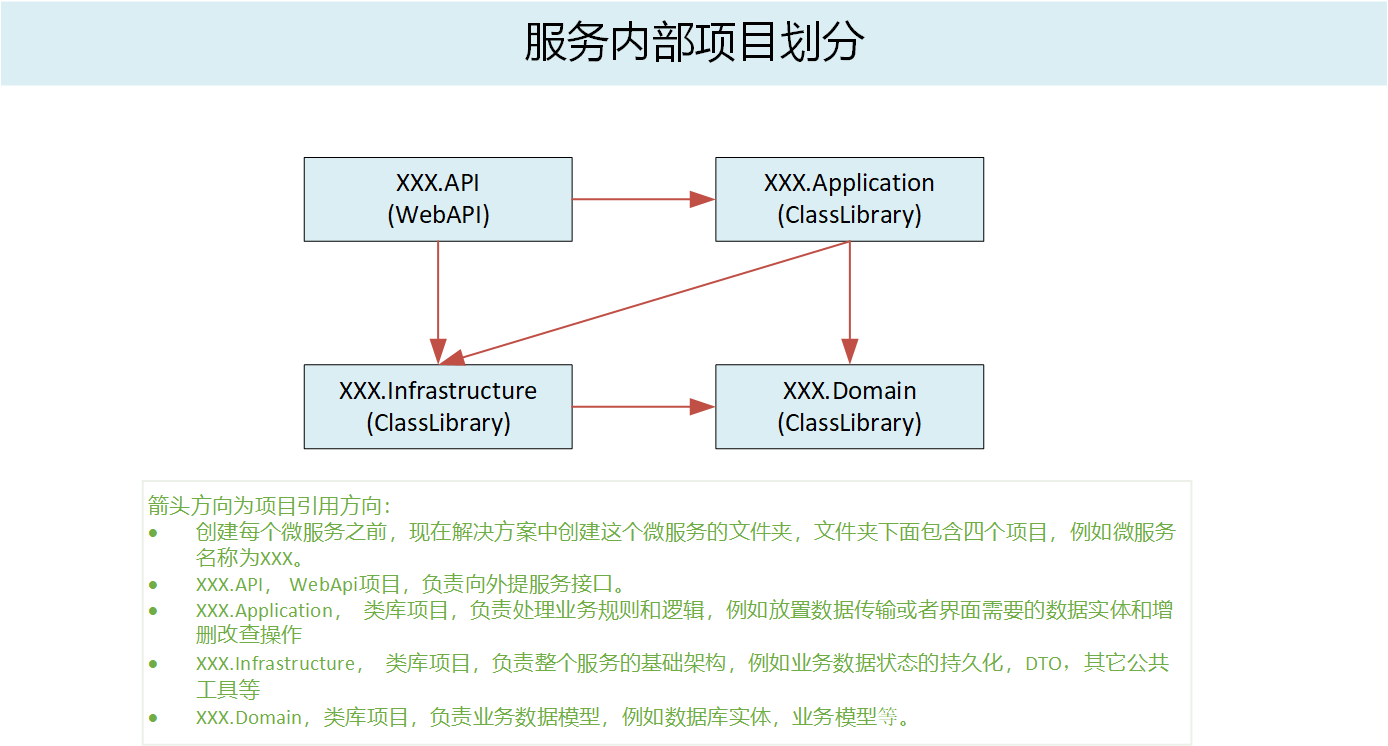 服务内部项目划分
XXX.API
(WebAPI)
XXX.Application
(ClassLibrary)
XXX.Infrastructure
(ClassLibrary)
XXX.Domain
(ClassLibrary)
箭头方向为项目引用方向：
● 创建每个微服务之前，现在解决方案中创建这个微服务的文件夹，文件夹下面包含四个项目，例如微服务
名称为XXX。
● XXX.API， WebApi项目，负责向外提服务接口。
● XXX.Application， 类库项目，负责处理业务规则和逻辑，例如放置数据传输或者界面需要的数据实体和增
删改查操作
● XXX.Infrastructure， 类库项目，负责整个服务的基础架构，例如业务数据状态的持久化，DTO，其它公共
工具等
● XXX.Domain，类库项目，负责业务数据模型，例如数据库实体，业务模型等。